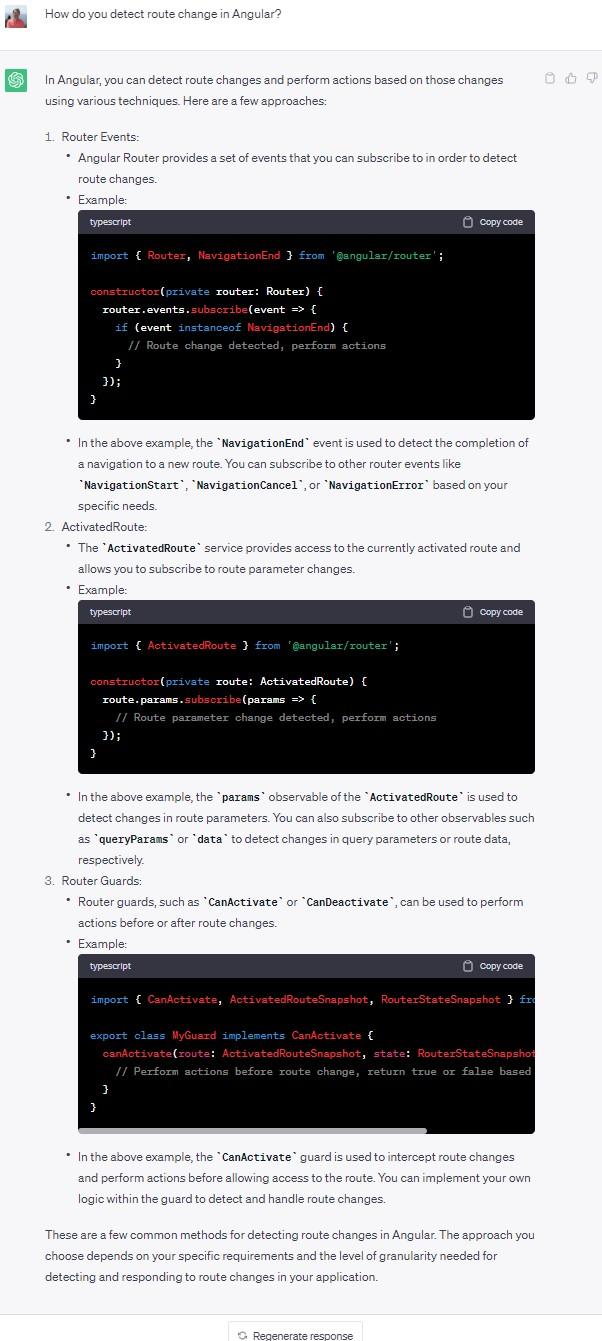 How do you detect route change in Angular?
In Angular, you can detect route changes and perform actions based on those changes
using various techniques. Here are a few approaches:
1. Router Events:
• Angular Router provides a set of events that you can subscribe to in order to detect
route changes.
• Example:
typescript Copy code
import { Router, NavigationEnd } from '@angular/router';
constructor(private router: Router) {
router.events.subscribe(event => {
if (event instanceof NavigationEnd) {
// Route change detected, perform actions
}
});
}
• In the above example, the `NavigationEnd` event is used to detect the completion of
a navigation to a new route. You can subscribe to other router events like
`NavigationStart`, `NavigationCancel`, or `NavigationError` based on your
specific needs.
2. ActivatedRoute:
• The `ActivatedRoute` service provides access to the currently activated route and
allows you to subscribe to route parameter changes.
• Example:
typescript Copy code
import { ActivatedRoute } from '@angular/router';
constructor(private route: ActivatedRoute) {
route.params.subscribe(params => {
// Route parameter change detected, perform actions
});
}
• In the above example, the `params` observable of the `ActivatedRoute` is used to
detect changes in route parameters. You can also subscribe to other observables such
as `queryParams` or `data` to detect changes in query parameters or route data,
respectively.
3. Router Guards:
• Router guards, such as `CanActivate` or `CanDeactivate`, can be used to perform
actions before or after route changes.
• Example:
typescript Copy code
import { CanActivate, ActivatedRouteSnapshot, RouterStateSnapshot } fro
export class MyGuard implements CanActivate {
canActivate(route: ActivatedRouteSnapshot, state: RouterStateSnapshot
// Perform actions before route change, return true or false based
}
}
• In the above example, the `CanActivate` guard is used to intercept route changes
and perform actions before allowing access to the route. You can implement your own
logic within the guard to detect and handle route changes.
These are a few common methods for detecting route changes in Angular. The approach you
choose depends on your specific requirements and the level of granularity needed for
detecting and responding to route changes in your application.
Regenerate response